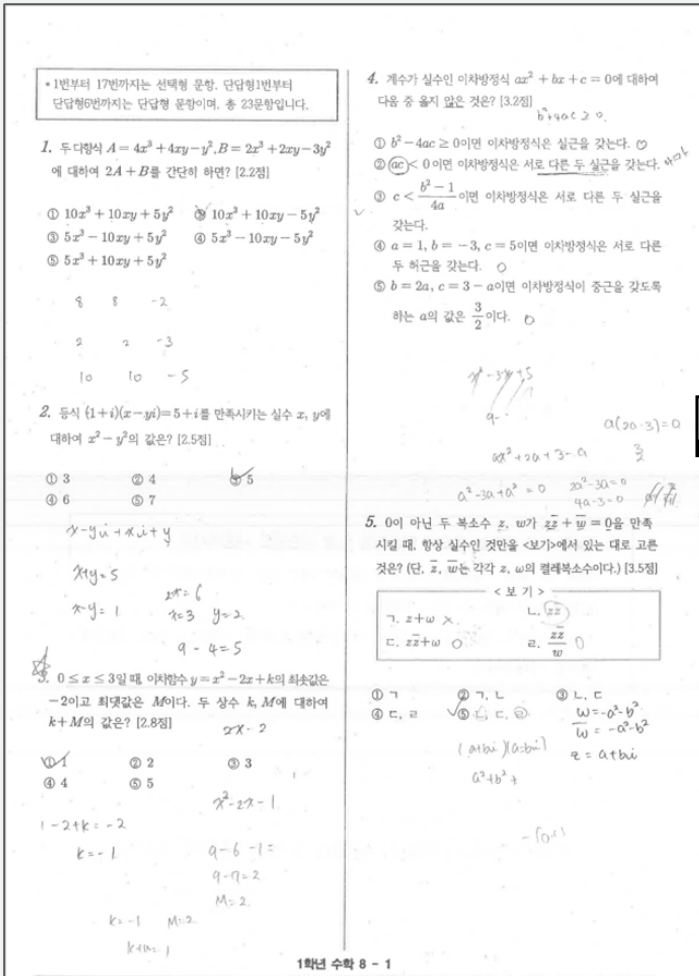 * 1번부터 17번까지는 선택형 문항, 단답형1번부터
단답형6번까지는 단답형 문항이며, 총 23문항입니다.
1. 두 다항식 A = 4x³ + 4xy - y², B = 2x³ + 2xy - 3y²
에 대하여 2A + B를 간단히 하면? [2.2점]
① 10x³ + 10xy + 5y² ② 10x³ + 10xy - 5y²
③ 5x³ - 10xy + 5y² ④ 5x³ - 10xy - 5y²
⑤ 5x³ + 10xy + 5y²
8 8 -2
2 2 -3
10 10 -5
2. 등식 (1+i)(x-yi)=5+i를 만족시키는 실수 x, y에
대하여 x² - y²의 값은? [2.5점]
① 3 ② 4 ③ 5
④ 6 ⑤ 7
x-yi+xi+y
x+y=5
x-y=1
2x=6
x=3 y=2
9-4=5
3. 0 ≤ x ≤ 3일 때, 이차함수 y = x² - 2x + k의 최솟값은
-2이고 최댓값은 M이다. 두 상수 k, M에 대하여
k + M의 값은? [2.8점]
2x-2
① 1 ② 2 ③ 3
④ 4 ⑤ 5
x²-2x-1
1-2+k=-2
k=-1
9-6-1=
9-7=2
M=2
k=-1 M=2
k+m=1
4. 계수가 실수인 이차방정식 ax² + bx + c = 0에 대하여
다음 중 옳지 않은 것은? [3.2점]
① b² - 4ac ≥ 0이면 이차방정식은 실근을 갖는다.
② ac < 0이면 이차방정식은 서로 다른 두 실근을 갖는다.
③ c < (b² - 1)/4a 이면 이차방정식은 서로 다른 두 실근을
갖는다.
④ a = 1, b = -3, c = 5이면 이차방정식은 서로 다른
두 허근을 갖는다.
⑤ b = 2a, c = 3 - a이면 이차방정식이 중근을 갖도록
하는 a의 값은 3/2이다.
x²-3x+5
9-
a(2a-3)=0
3/2
ax²+2a+3-a
a²-3a+a²=0
2a²-3a=0
4a-3=0
5. 0이 아닌 두 복소수 z, w가 zz̄ + w̄ = 0을 만족
시킬 때, 항상 실수인 것만을 <보기>에서 있는 대로 고른
것은? (단, z̄, w̄는 각각 z, w의 켤레복소수이다.) [3.5점]
< 보 기 >
ㄱ. z+w × ㄴ. zz̄
ㄷ. zz̄+w ○ ㄹ. zz̄/w ○
① ㄱ ② ㄱ, ㄴ ③ ㄴ, ㄷ
④ ㄷ, ㄹ ⑤ ㄴ, ㄷ, ㄹ
w=-a²-b²
w̄=-a²-b²
z=a+bi
(a+bi)(a-bi)
a²+b²+
1학년 수학 8 - 1